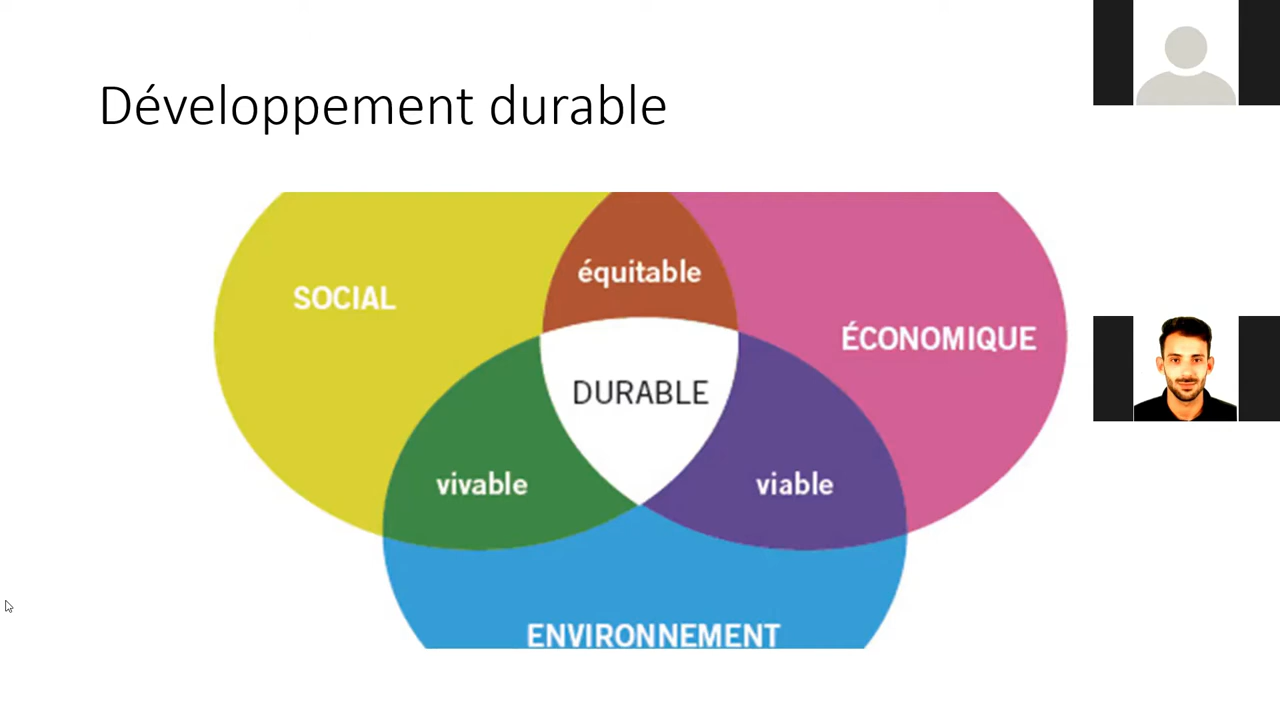 Développement durable
équitable
SOCIAL
ÉCONOMIQUE
DURABLE
vivable
viable
ENVIRONNEMENT